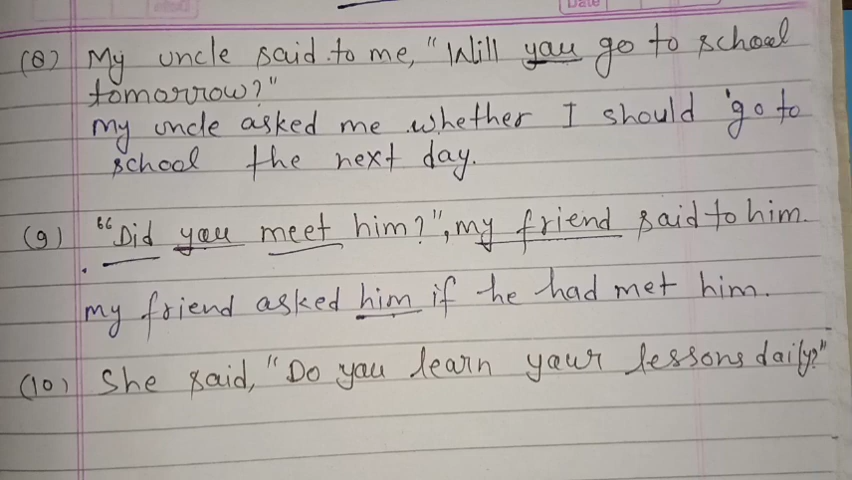 Date
(8) My uncle said to me, "Will you go to school
tomorrow?"
My uncle asked me whether I should go to
school the next day.
(9) "Did you meet him?", my friend said to him.
My friend asked him if he had met him.
(10) She said, "Do you learn your lessons daily?"